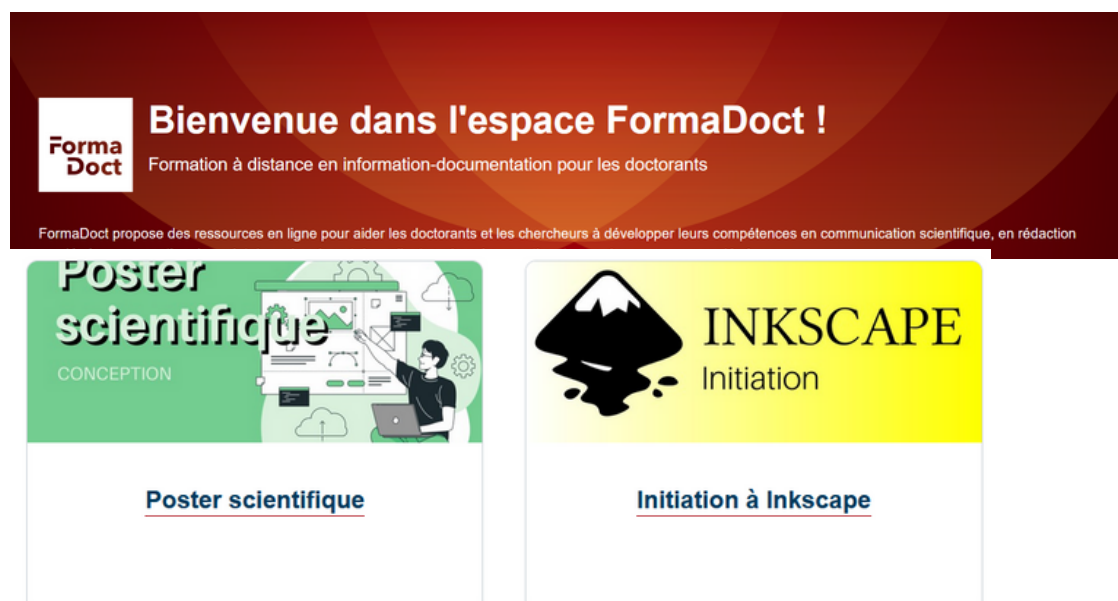 Forma
Doct
Bienvenue dans l'espace FormaDoct !
Formation à distance en information-documentation pour les doctorants
FormaDoct propose des ressources en ligne pour aider les doctorants et les chercheurs à développer leurs compétences en communication scientifique, en rédaction
Poster
scientifique
CONCEPTION
INKSCAPE
Initiation
Poster scientifique
Initiation à Inkscape